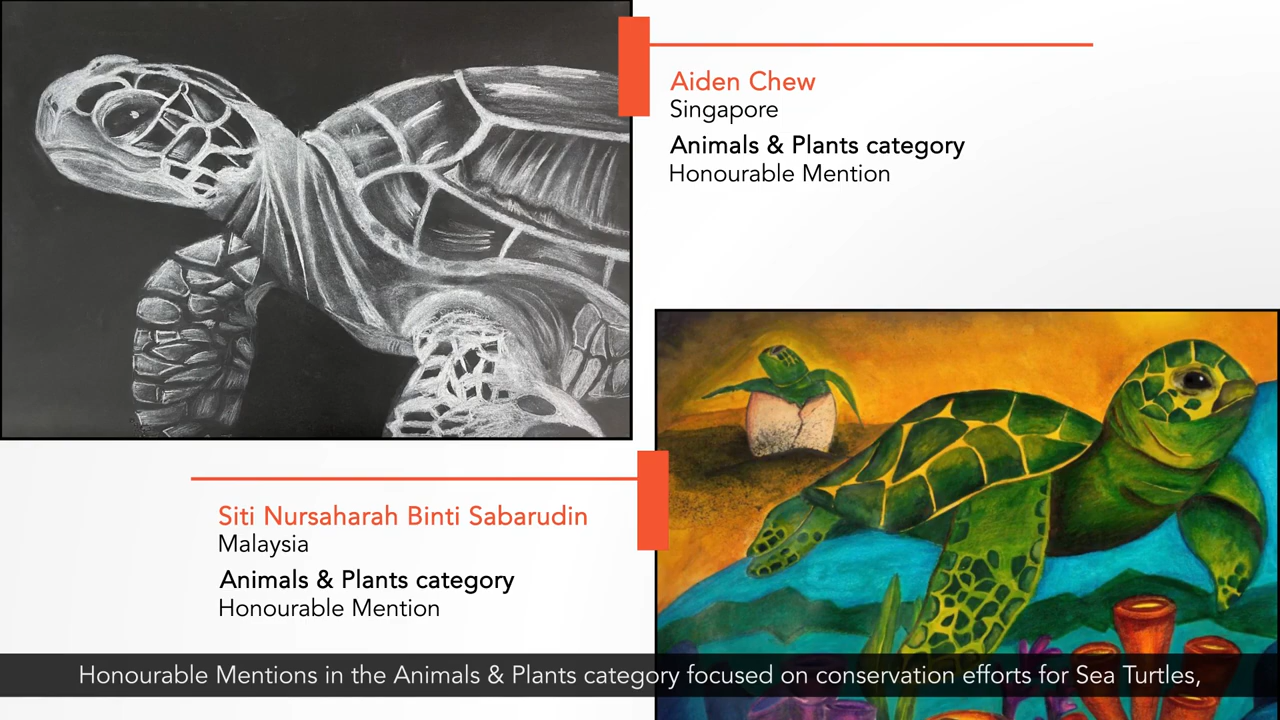 Aiden Chew
Singapore
Animals & Plants category
Honourable Mention
Siti Nursaharah Binti Sabarudin
Malaysia
Animals & Plants category
Honourable Mention
Honourable Mentions in the Animals & Plants category focused on conservation efforts for Sea Turtles,